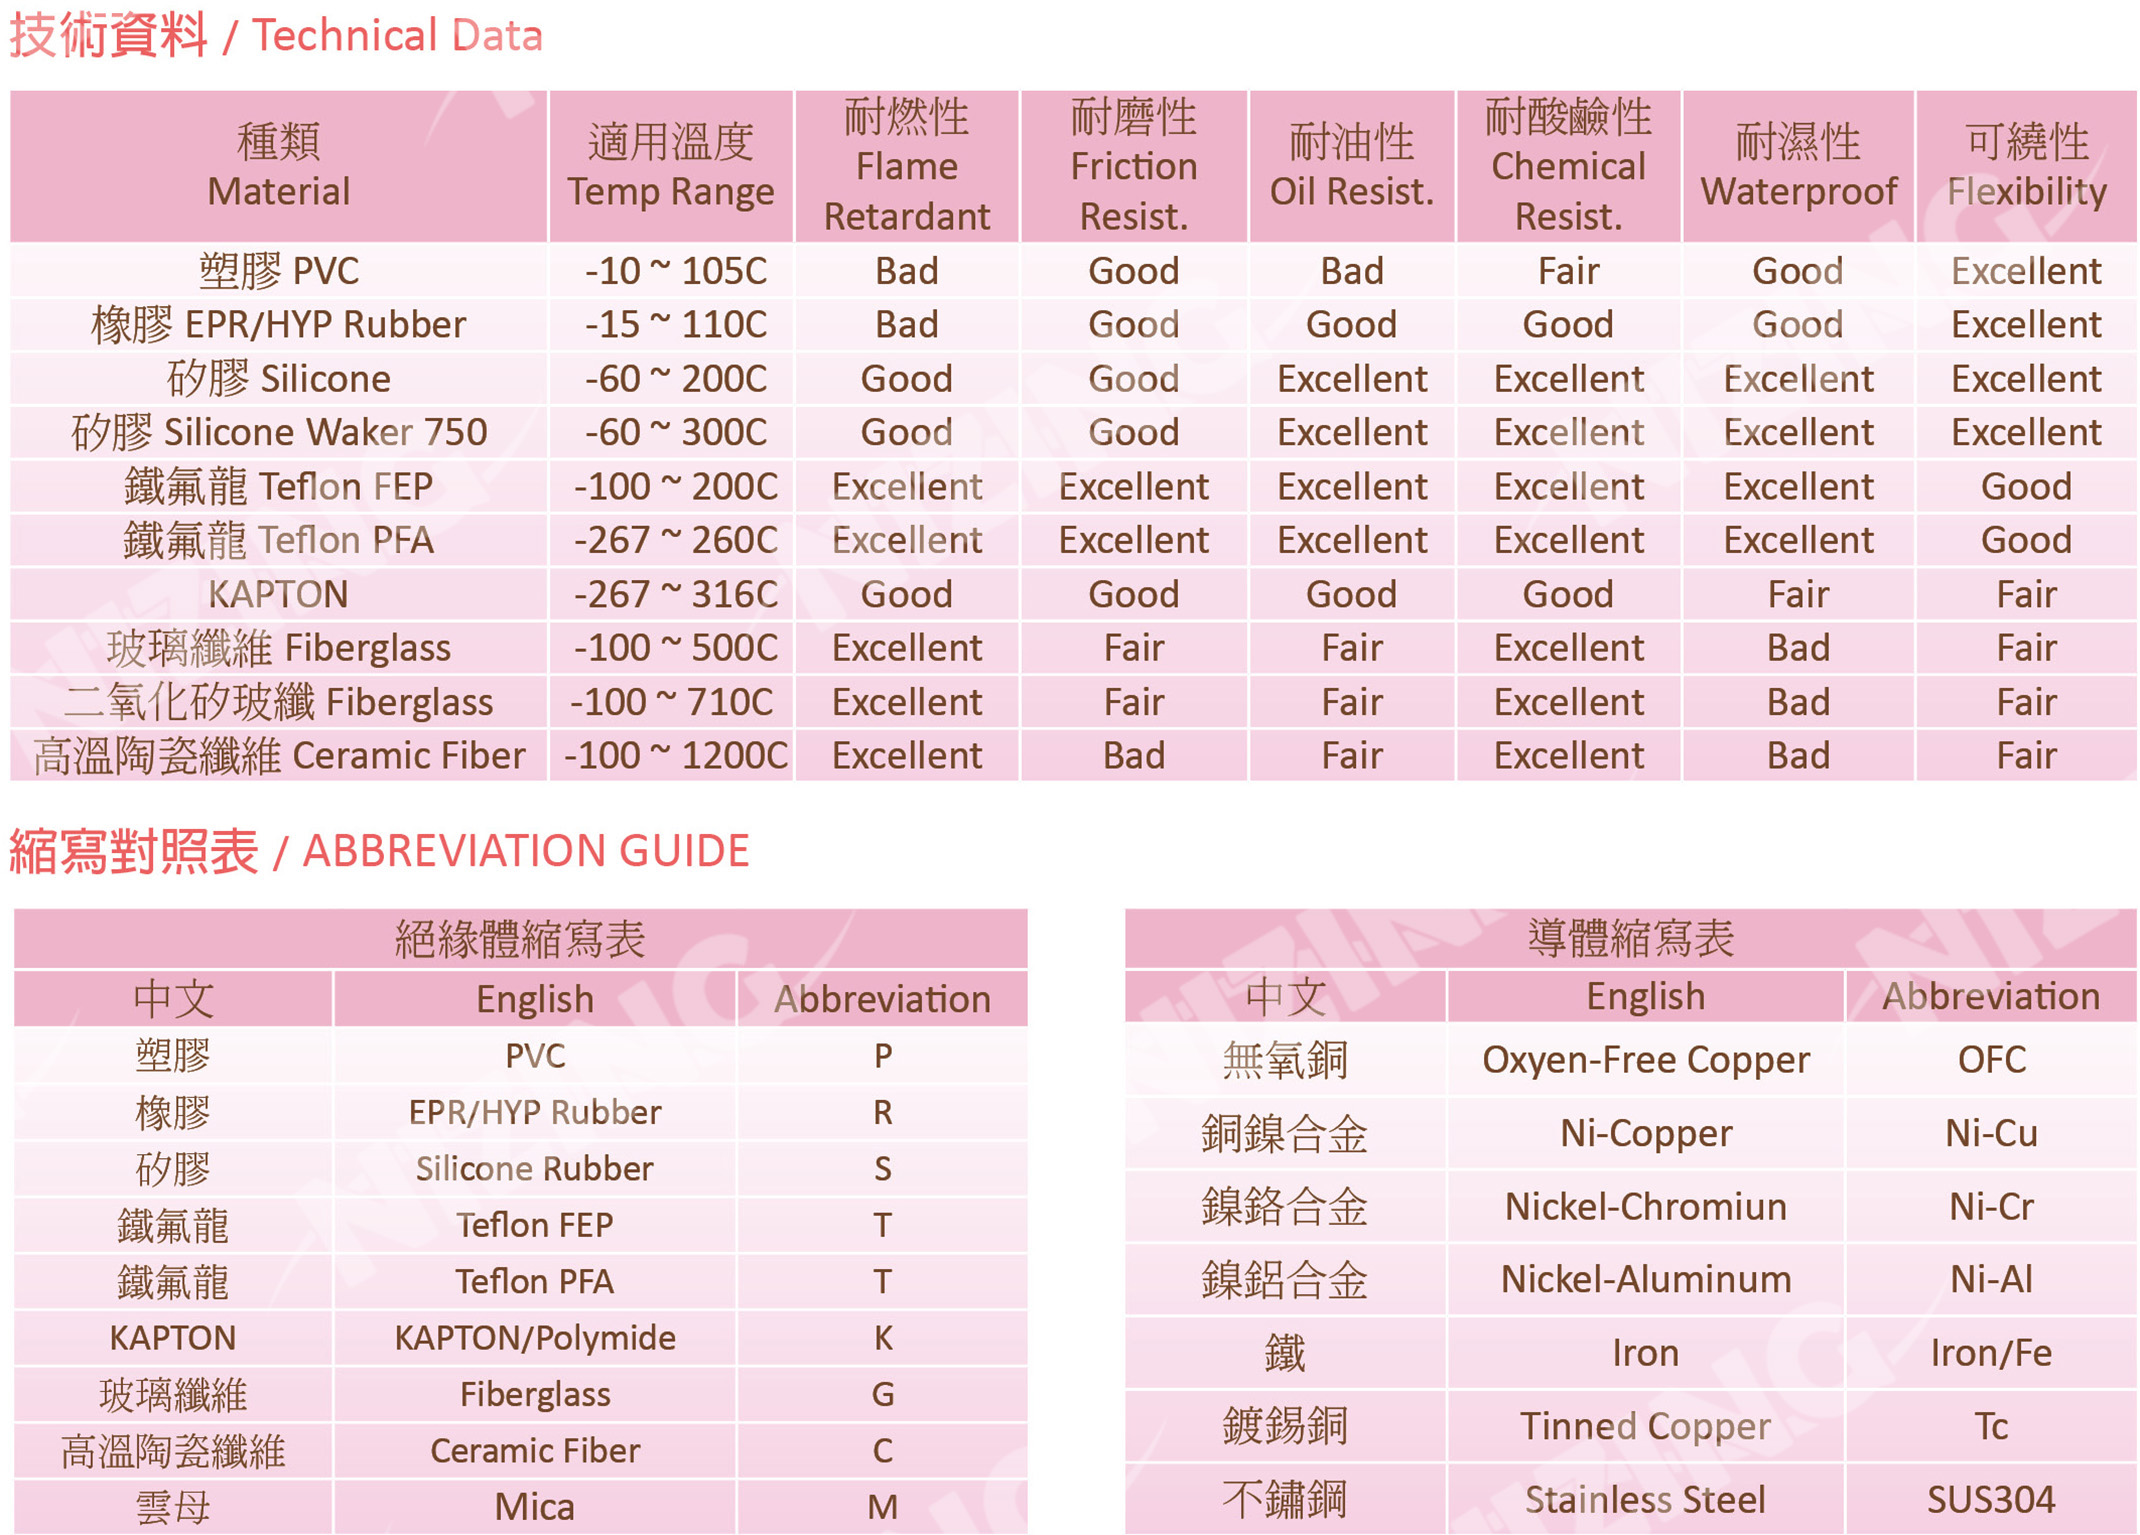 技術資料 / Technical Data
種類 Material 適用溫度 Temp Range 耐燃性 Flame Retardant 耐磨性 Friction Resist. 耐油性 Oil Resist. 耐酸鹼性 Chemical Resist. 耐濕性 Waterproof 可繞性 Flexibility
塑膠 PVC -10 ~ 105C Bad Good Bad Fair Good Excellent
橡膠 EPR/HYP Rubber -15 ~ 110C Bad Good Good Good Good Excellent
矽膠 Silicone -60 ~ 200C Good Good Excellent Excellent Excellent Excellent
矽膠 Silicone Waker 750 -60 ~ 300C Good Good Excellent Excellent Excellent Excellent
鐵氟龍 Teflon FEP -100 ~ 200C Excellent Excellent Excellent Excellent Excellent Good
鐵氟龍 Teflon PFA -267 ~ 260C Excellent Excellent Excellent Excellent Excellent Good
KAPTON -267 ~ 316C Good Good Good Good Fair Fair
玻璃纖維 Fiberglass -100 ~ 500C Excellent Fair Fair Excellent Bad Fair
二氧化矽玻纖 Fiberglass -100 ~ 710C Excellent Fair Fair Excellent Bad Fair
高溫陶瓷纖維 Ceramic Fiber -100 ~ 1200C Excellent Bad Fair Excellent Bad Fair
縮寫對照表 / ABBREVIATION GUIDE
絕緣體縮寫表
中文 English Abbreviation
塑膠 PVC P
橡膠 EPR/HYP Rubber R
矽膠 Silicone Rubber S
鐵氟龍 Teflon FEP T
鐵氟龍 Teflon PFA T
KAPTON KAPTON/Polymide K
玻璃纖維 Fiberglass G
高溫陶瓷纖維 Ceramic Fiber C
雲母 Mica M
導體縮寫表
中文 English Abbreviation
無氧銅 Oxyen-Free Copper OFC
銅鎳合金 Ni-Copper Ni-Cu
鎳鉻合金 Nickel-Chromiun Ni-Cr
鎳鋁合金 Nickel-Aluminum Ni-Al
鐵 Iron Iron/Fe
鍍錫銅 Tinned Copper Tc
不鏽鋼 Stainless Steel SUS304
NIZING